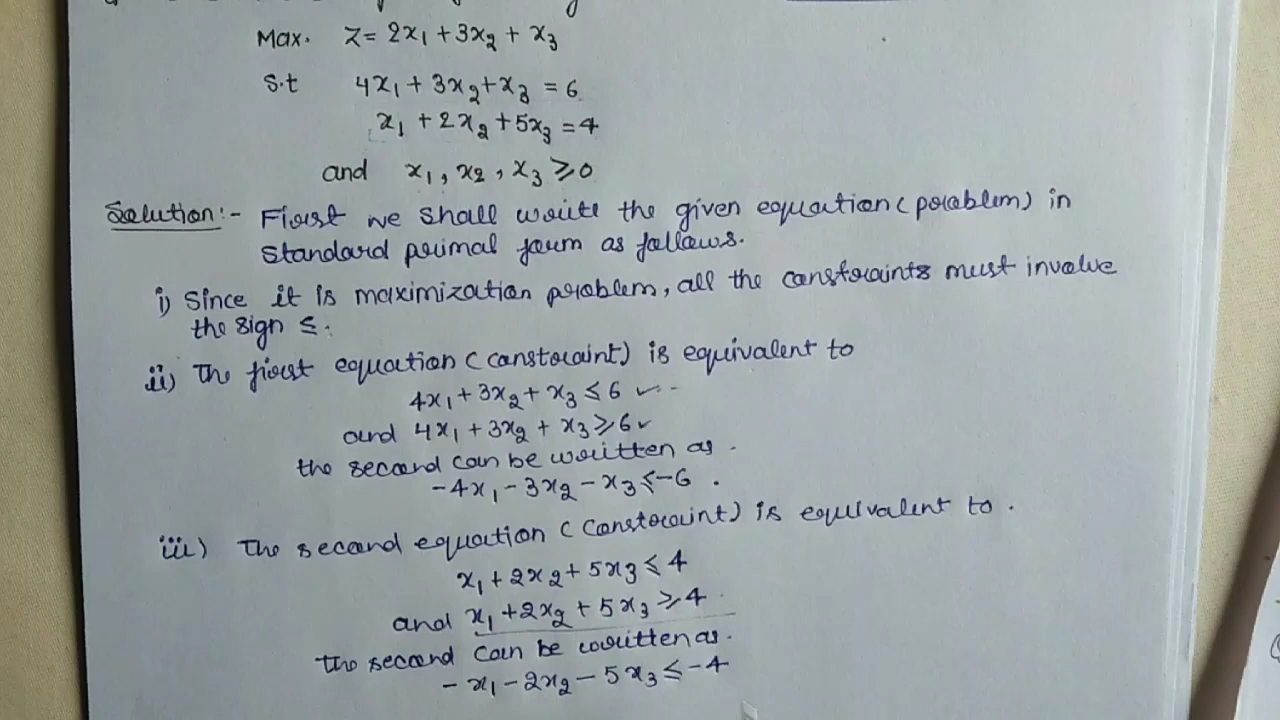 Max. Z = 2x₁ + 3x₂ + x₃
s.t 4x₁ + 3x₂ + x₃ = 6
x₁ + 2x₂ + 5x₃ = 4
and x₁, x₂, x₃ ≥ 0
Solution:- First we shall write the given equation (problem) in
standard primal form as follows.
i) Since it is maximization problem, all the constraints must involve
the sign ≤.
ii) The first equation (constraint) is equivalent to
4x₁ + 3x₂ + x₃ ≤ 6
and 4x₁ + 3x₂ + x₃ ≥ 6
the second can be written as.
-4x₁ - 3x₂ - x₃ ≤ -6.
iii) The second equation (constraint) is equivalent to.
x₁ + 2x₂ + 5x₃ ≤ 4
and x₁ + 2x₂ + 5x₃ ≥ 4
the second can be written as.
- x₁ - 2x₂ - 5x₃ ≤ -4